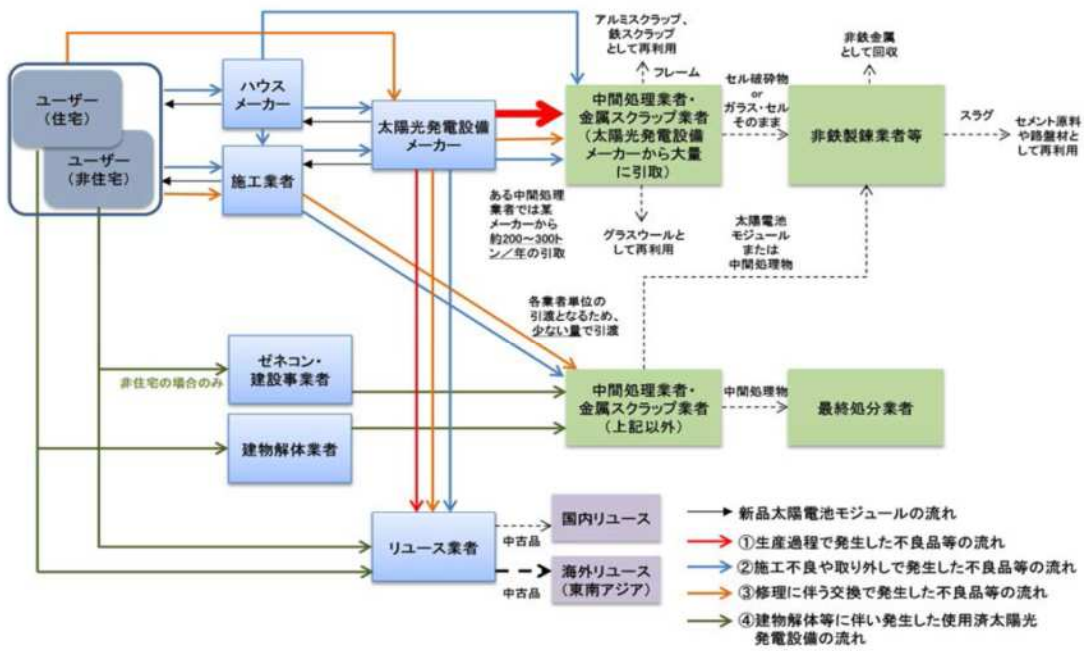 ユーザー
(住宅)
ユーザー
(非住宅)
ハウス
メーカー
施工業者
太陽光発電設備
メーカー
アルミスクラップ、
鉄スクラップ
として再利用
フレーム
中間処理業者・
金属スクラップ業者
(太陽光発電設備
メーカーから大量
に引取)
セル破砕物
or
ガラス・セル
そのまま
非鉄金属
として回収
非鉄製錬業者等
スラグ
セメント原料
や路盤材と
して再利用
ある中間処理
業者では某
メーカーから
約200～300ト
ン/年の引取
グラスウールと
して再利用
太陽電池
モジュール
または
中間処理物
各業者単位の
引渡となるため、
少ない量で引渡
非住宅の場合のみ
ゼネコン・
建設事業者
建物解体業者
中間処理業者・
金属スクラップ業者
(上記以外)
中間処理物
最終処分業者
リユース業者
中古品
国内リユース
中古品
海外リユース
(東南アジア)
新品太陽電池モジュールの流れ
①生産過程で発生した不良品等の流れ
②施工不良や取り外しで発生した不良品等の流れ
③修理に伴う交換で発生した不良品等の流れ
④建物解体等に伴い発生した使用済太陽光
発電設備の流れ